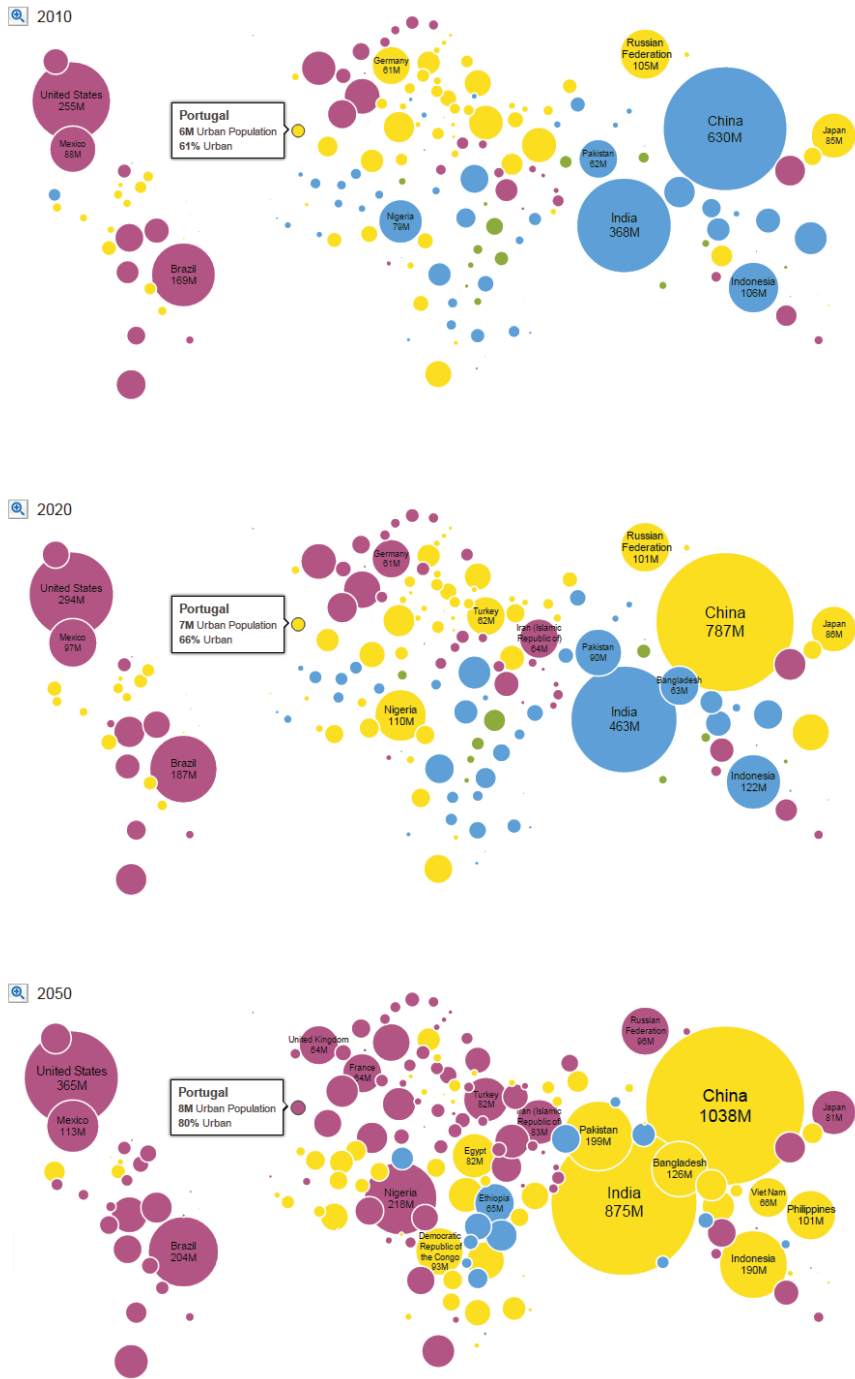 2010
United States
255M
Mexico
88M
Portugal
6M Urban Population
61% Urban
Germany
61M
Nigeria
79M
Brazil
169M
Russian
Federation
105M
China
630M
Japan
85M
Pakistan
62M
India
368M
Indonesia
106M
2020
United States
294M
Mexico
97M
Portugal
7M Urban Population
66% Urban
Germany
61M
Turkey
62M
Iran (Islamic
Republic of)
64M
Nigeria
110M
Brazil
187M
Russian
Federation
101M
China
787M
Japan
86M
Pakistan
90M
Bangladesh
63M
India
463M
Indonesia
122M
2050
United States
365M
Mexico
113M
Portugal
8M Urban Population
80% Urban
United Kingdom
64M
France
64M
Turkey
82M
Iran (Islamic
Republic of)
83M
Egypt
82M
Nigeria
218M
Ethiopia
65M
Democratic
Republic of
the Congo
93M
Brazil
204M
Russian
Federation
96M
China
1038M
Japan
81M
Pakistan
199M
Bangladesh
126M
India
875M
Viet Nam
66M
Philippines
101M
Indonesia
190M